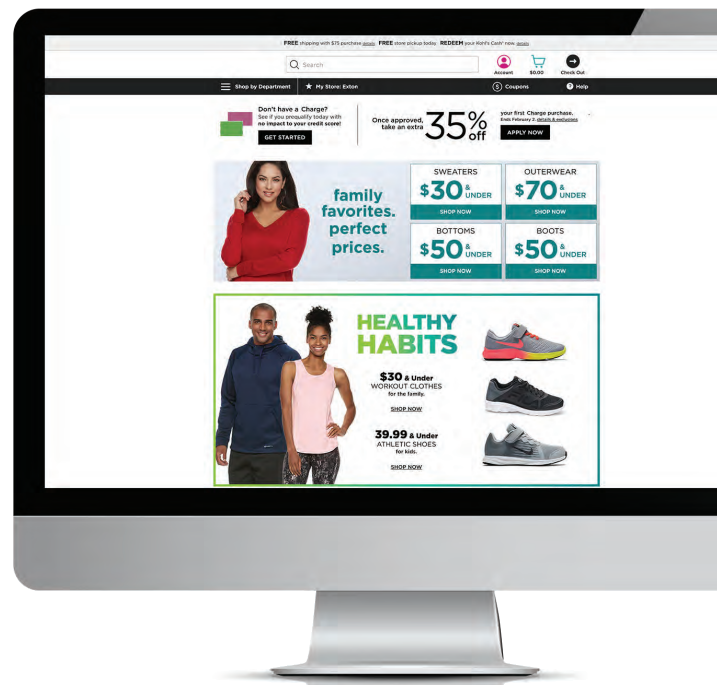 FREE shipping with $75 purchase details FREE store pickup today REDEEM your Kohl's Cash® now. details
Search
Account
$0.00
Check Out
Shop by Department
My Store: Exton
$ Coupons
? Help
Don't have a Charge?
See if you prequalify today with
no impact to your credit score!
GET STARTED
Once approved,
take an extra
35% off
your first Charge purchase.
Ends February 2. details & exclusions
APPLY NOW
family
favorites.
perfect
prices.
SWEATERS
$30 & UNDER
SHOP NOW
OUTERWEAR
$70 & UNDER
SHOP NOW
BOTTOMS
$50 & UNDER
SHOP NOW
BOOTS
$50 & UNDER
SHOP NOW
HEALTHY
HABITS
$30 & Under
WORKOUT CLOTHES
for the family.
SHOP NOW
39.99 & Under
ATHLETIC SHOES
for kids.
SHOP NOW